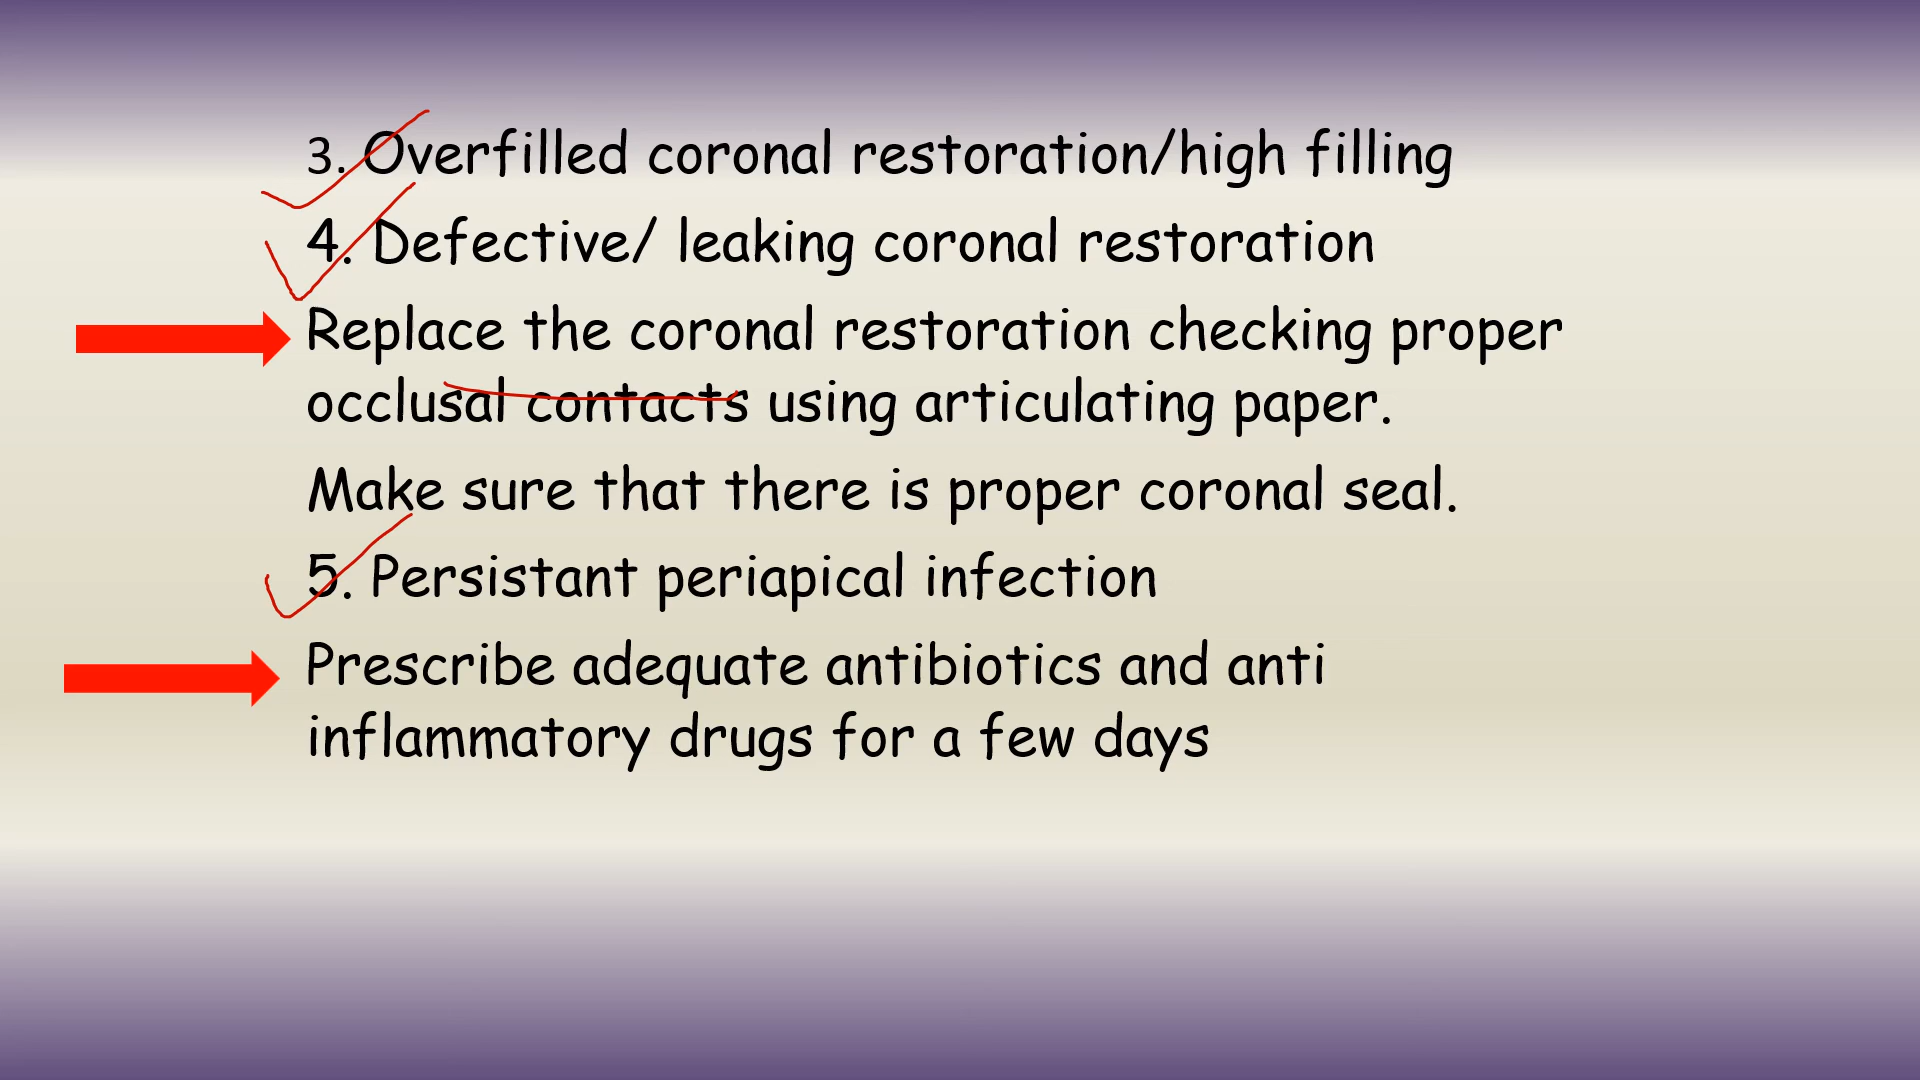 3. Overfilled coronal restoration/high filling
4. Defective/ leaking coronal restoration
Replace the coronal restoration checking proper
occlusal contacts using articulating paper.
Make sure that there is proper coronal seal.
5. Persistant periapical infection
Prescribe adequate antibiotics and anti
inflammatory drugs for a few days